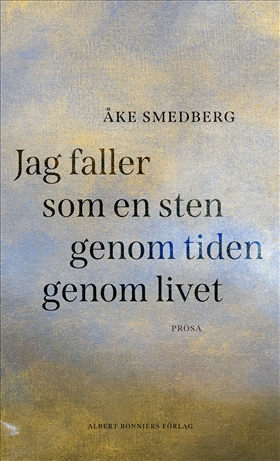 ÅKE SMEDBERG
Jag faller
som en sten
genom tiden
genom livet
PROSA
ALBERT BONNIERS FÖRLAG